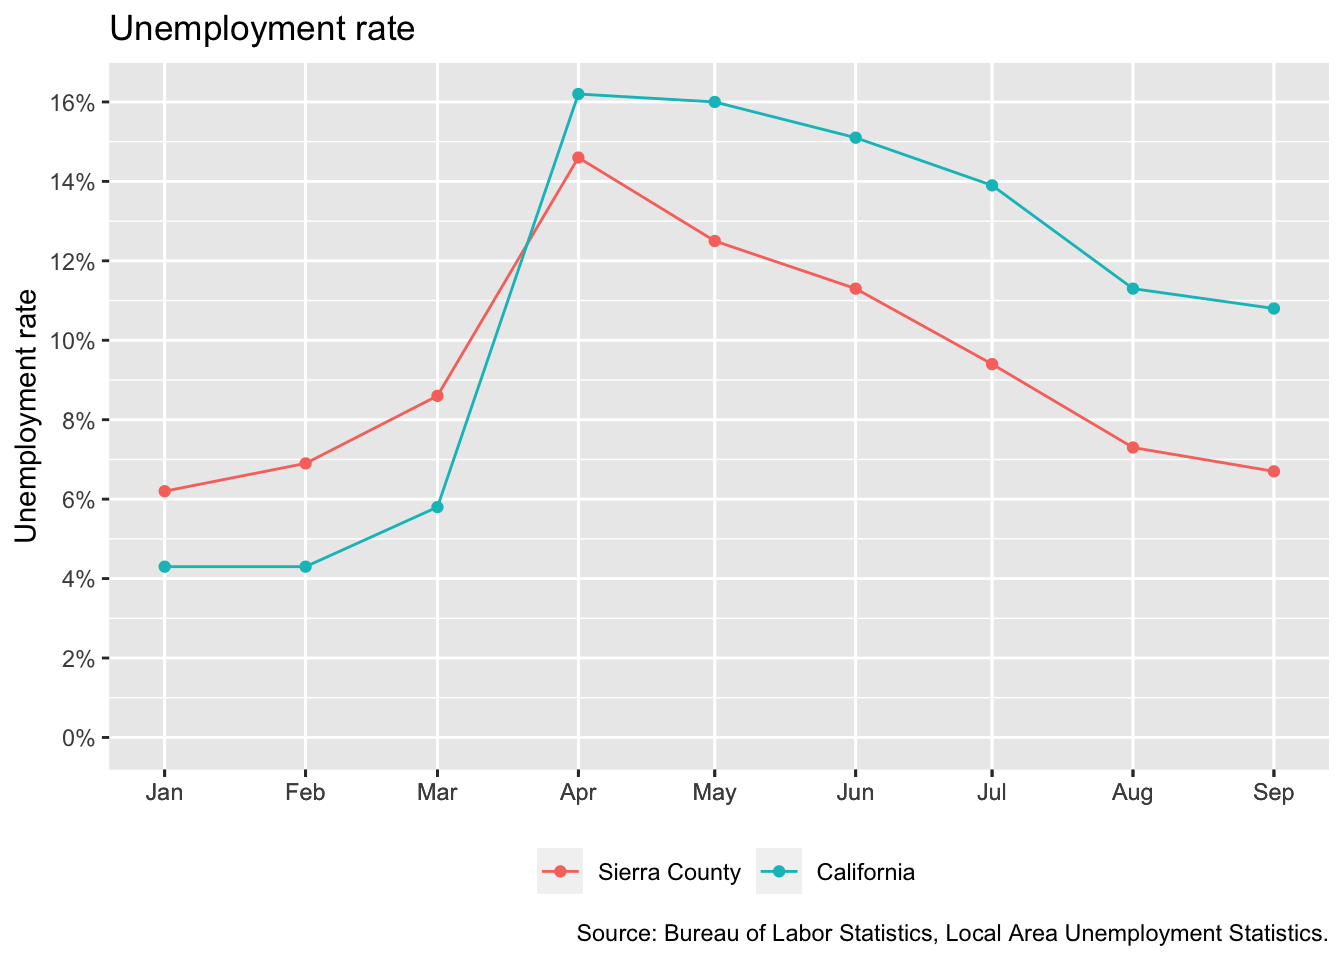 Unemployment rate
Unemployment rate
16%
14%
12%
10%
8%
6%
4%
2%
0%
Jan Feb Mar Apr May Jun Jul Aug Sep
Sierra County California
Source: Bureau of Labor Statistics, Local Area Unemployment Statistics.